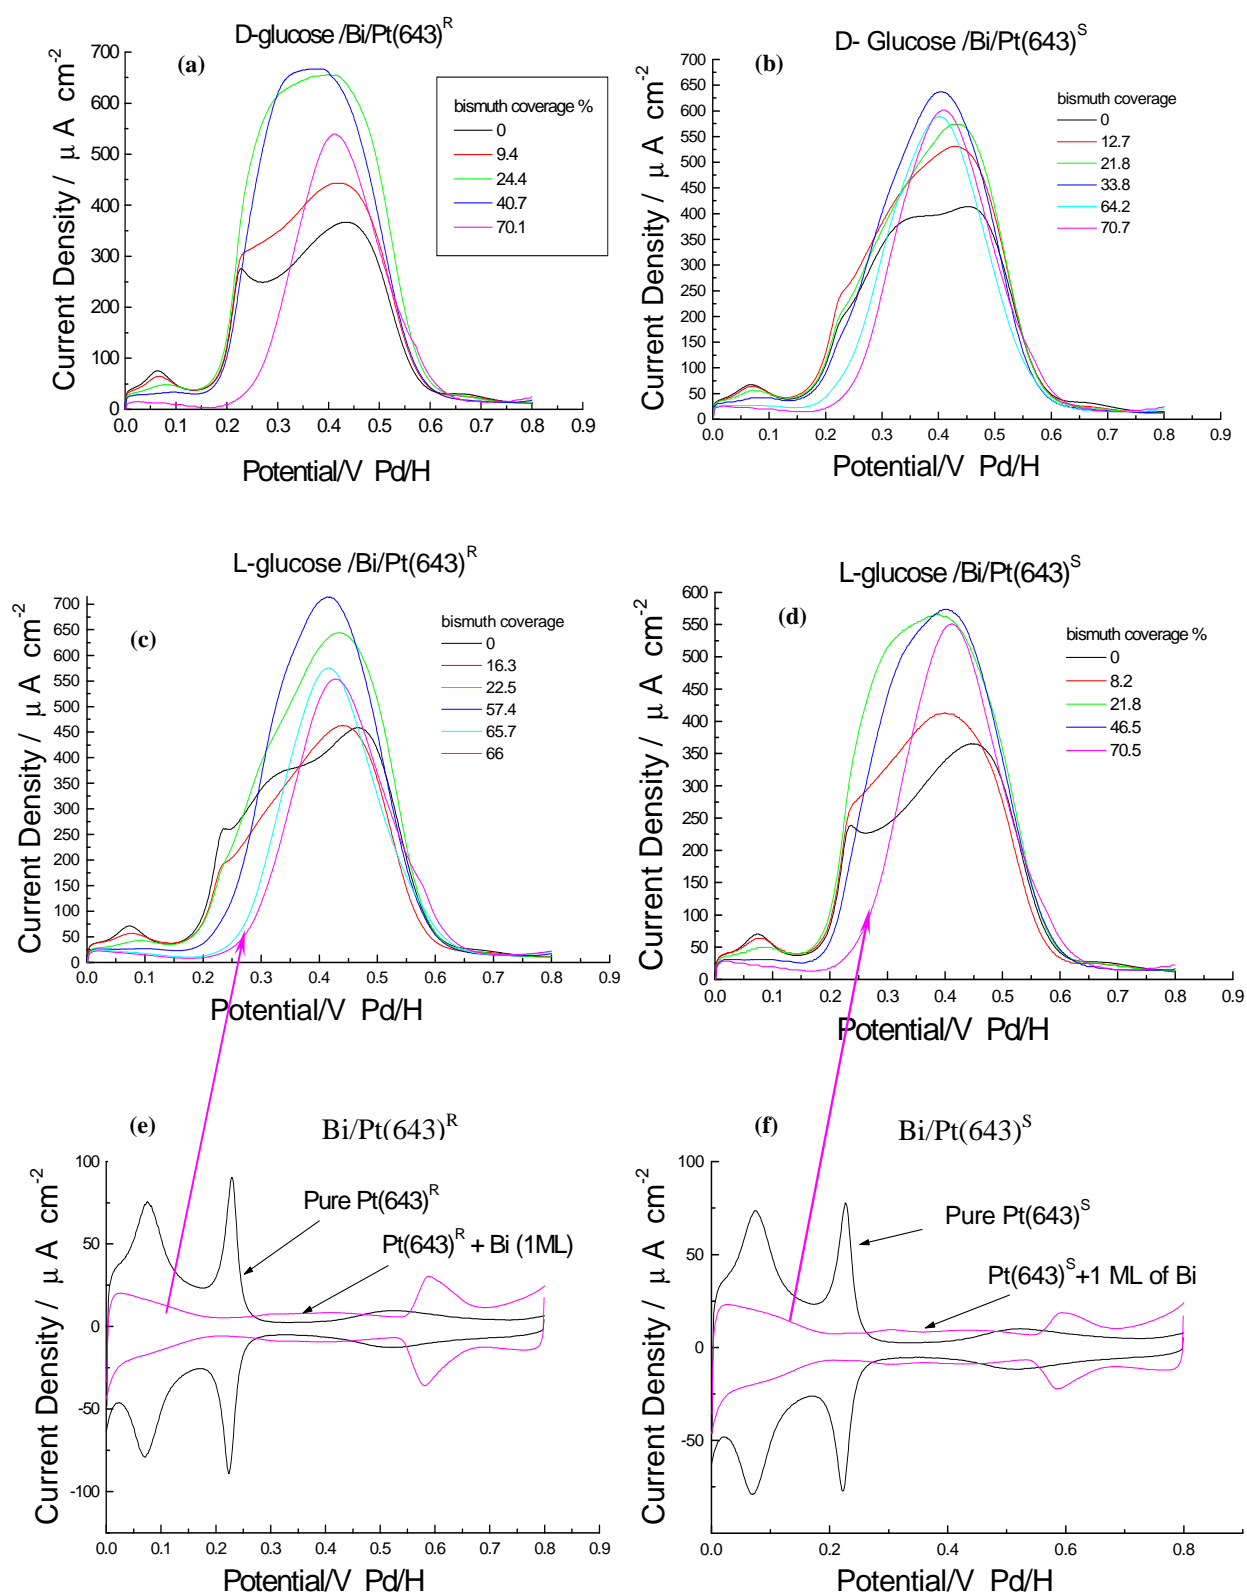 D-glucose /Bi/Pt(643)R
(a)
Current Density / μ A cm-2
700
650
600
550
500
450
400
350
300
250
200
150
100
50
0
bismuth coverage %
0
9.4
24.4
40.7
70.1
0.0 0.1 0.2 0.3 0.4 0.5 0.6 0.7 0.8 0.9
Potential/V Pd/H
D- Glucose /Bi/Pt(643)S
(b)
Current Density / μ A cm-2
700
650
600
550
500
450
400
350
300
250
200
150
100
50
0
bismuth coverage
0
12.7
21.8
33.8
64.2
70.7
0.0 0.1 0.2 0.3 0.4 0.5 0.6 0.7 0.8 0.9
Potential/V Pd/H
L-glucose /Bi/Pt(643)R
(c)
Current Density / μ A cm-2
700
650
600
550
500
450
400
350
300
250
200
150
100
50
0
bismuth coverage
0
16.3
22.5
57.4
65.7
66
0.0 0.1 0.2 0.3 0.4 0.5 0.6 0.7 0.8 0.9
Potential/V Pd/H
L-glucose /Bi/Pt(643)S
(d)
Current Density / μ A cm-2
600
550
500
450
400
350
300
250
200
150
100
50
0
bismuth coverage %
0
8.2
21.8
46.5
70.5
0.0 0.1 0.2 0.3 0.4 0.5 0.6 0.7 0.8 0.9
Potential/V Pd/H
(e)
Bi/Pt(643)R
Current Density / μ A cm-2
100
50
0
-50
-100
Pure Pt(643)R
Pt(643)R + Bi (1ML)
0.0 0.1 0.2 0.3 0.4 0.5 0.6 0.7 0.8 0.9
Potential/V Pd/H
(f)
Bi/Pt(643)S
Current Density / μ A cm-2
100
50
0
-50
Pure Pt(643)S
Pt(643)S+1 ML of Bi
0.0 0.2 0.4 0.6 0.8
Potential/V Pd/H